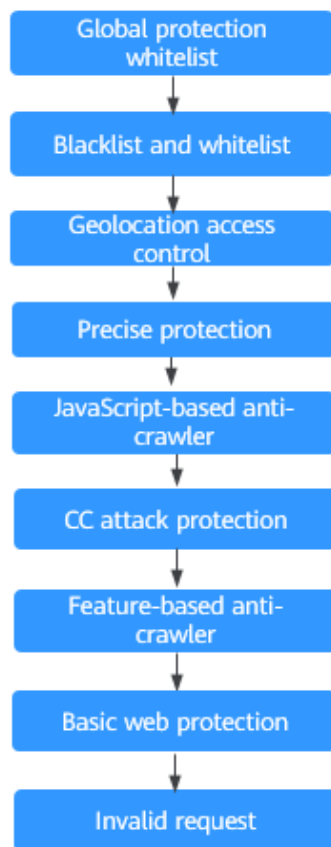 Global protection
whitelist
Blacklist and whitelist
Geolocation access
control
Precise protection
JavaScript-based anti-
crawler
CC attack protection
Feature-based anti-
crawler
Basic web protection
Invalid request